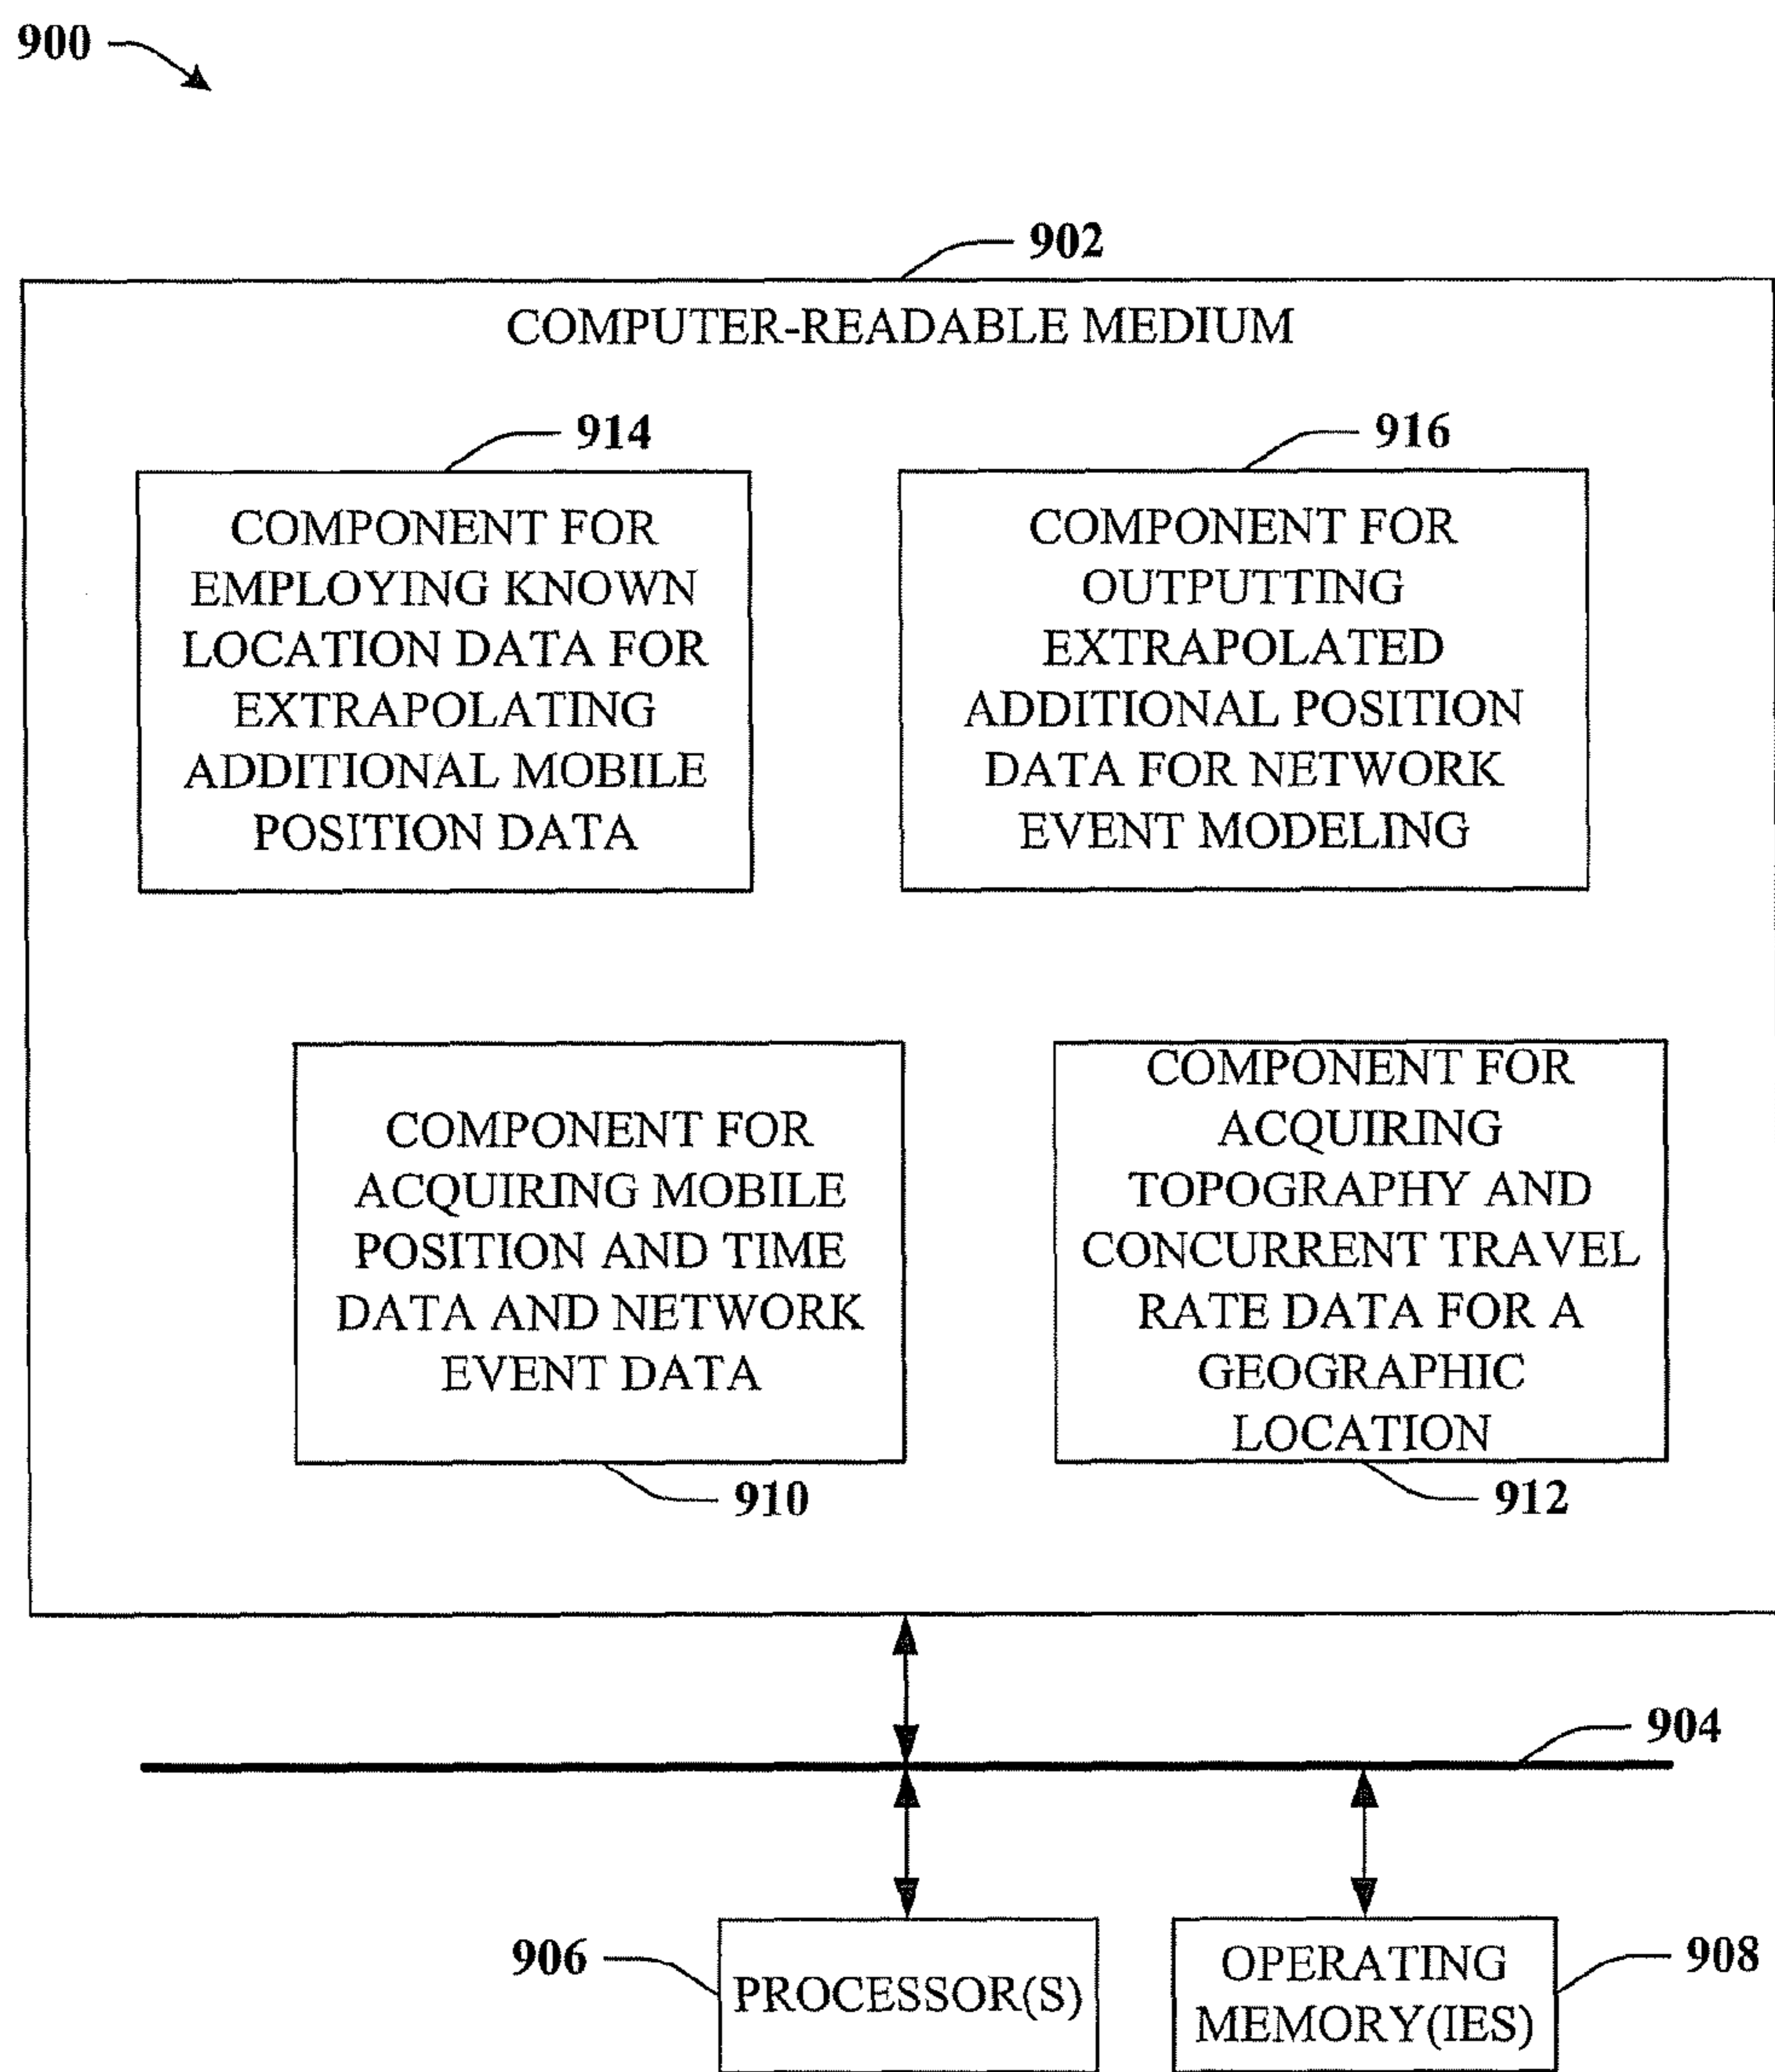 900
902
COMPUTER-READABLE MEDIUM
914
COMPONENT FOR
EMPLOYING KNOWN
LOCATION DATA FOR
EXTRAPOLATING
ADDITIONAL MOBILE
POSITION DATA
916
COMPONENT FOR
OUTPUTTING
EXTRAPOLATED
ADDITIONAL POSITION
DATA FOR NETWORK
EVENT MODELING
COMPONENT FOR
ACQUIRING MOBILE
POSITION AND TIME
DATA AND NETWORK
EVENT DATA
910
COMPONENT FOR
ACQUIRING
TOPOGRAPHY AND
CONCURRENT TRAVEL
RATE DATA FOR A
GEOGRAPHIC
LOCATION
912
904
906
PROCESSOR(S)
OPERATING
MEMORY(IES)
908